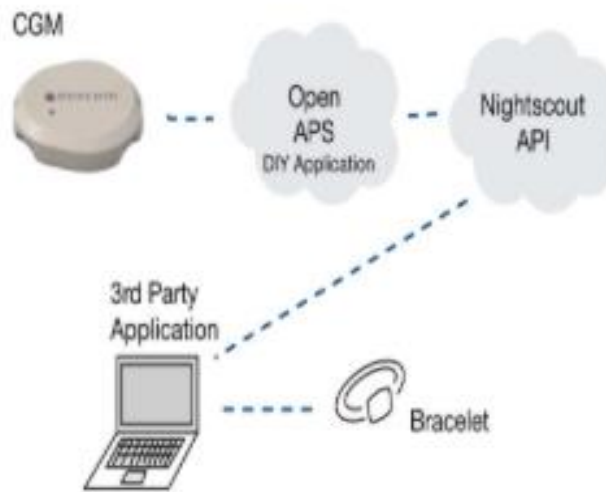 CGM
Open
APS
DIY Application
Nightscout
API
3rd Party
Application
Bracelet